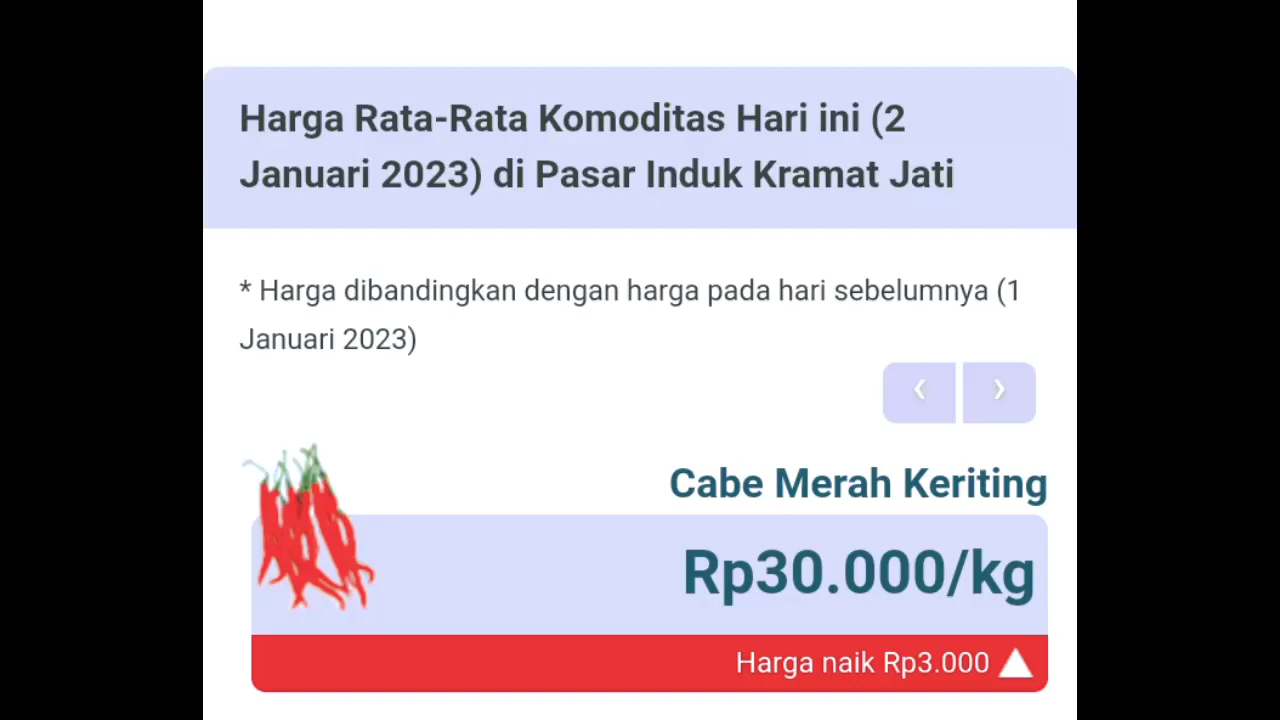 Harga Rata-Rata Komoditas Hari ini (2
Januari 2023) di Pasar Induk Kramat Jati
* Harga dibandingkan dengan harga pada hari sebelumnya (1
Januari 2023)
Cabe Merah Keriting
Rp30.000/kg
Harga naik Rp3.000